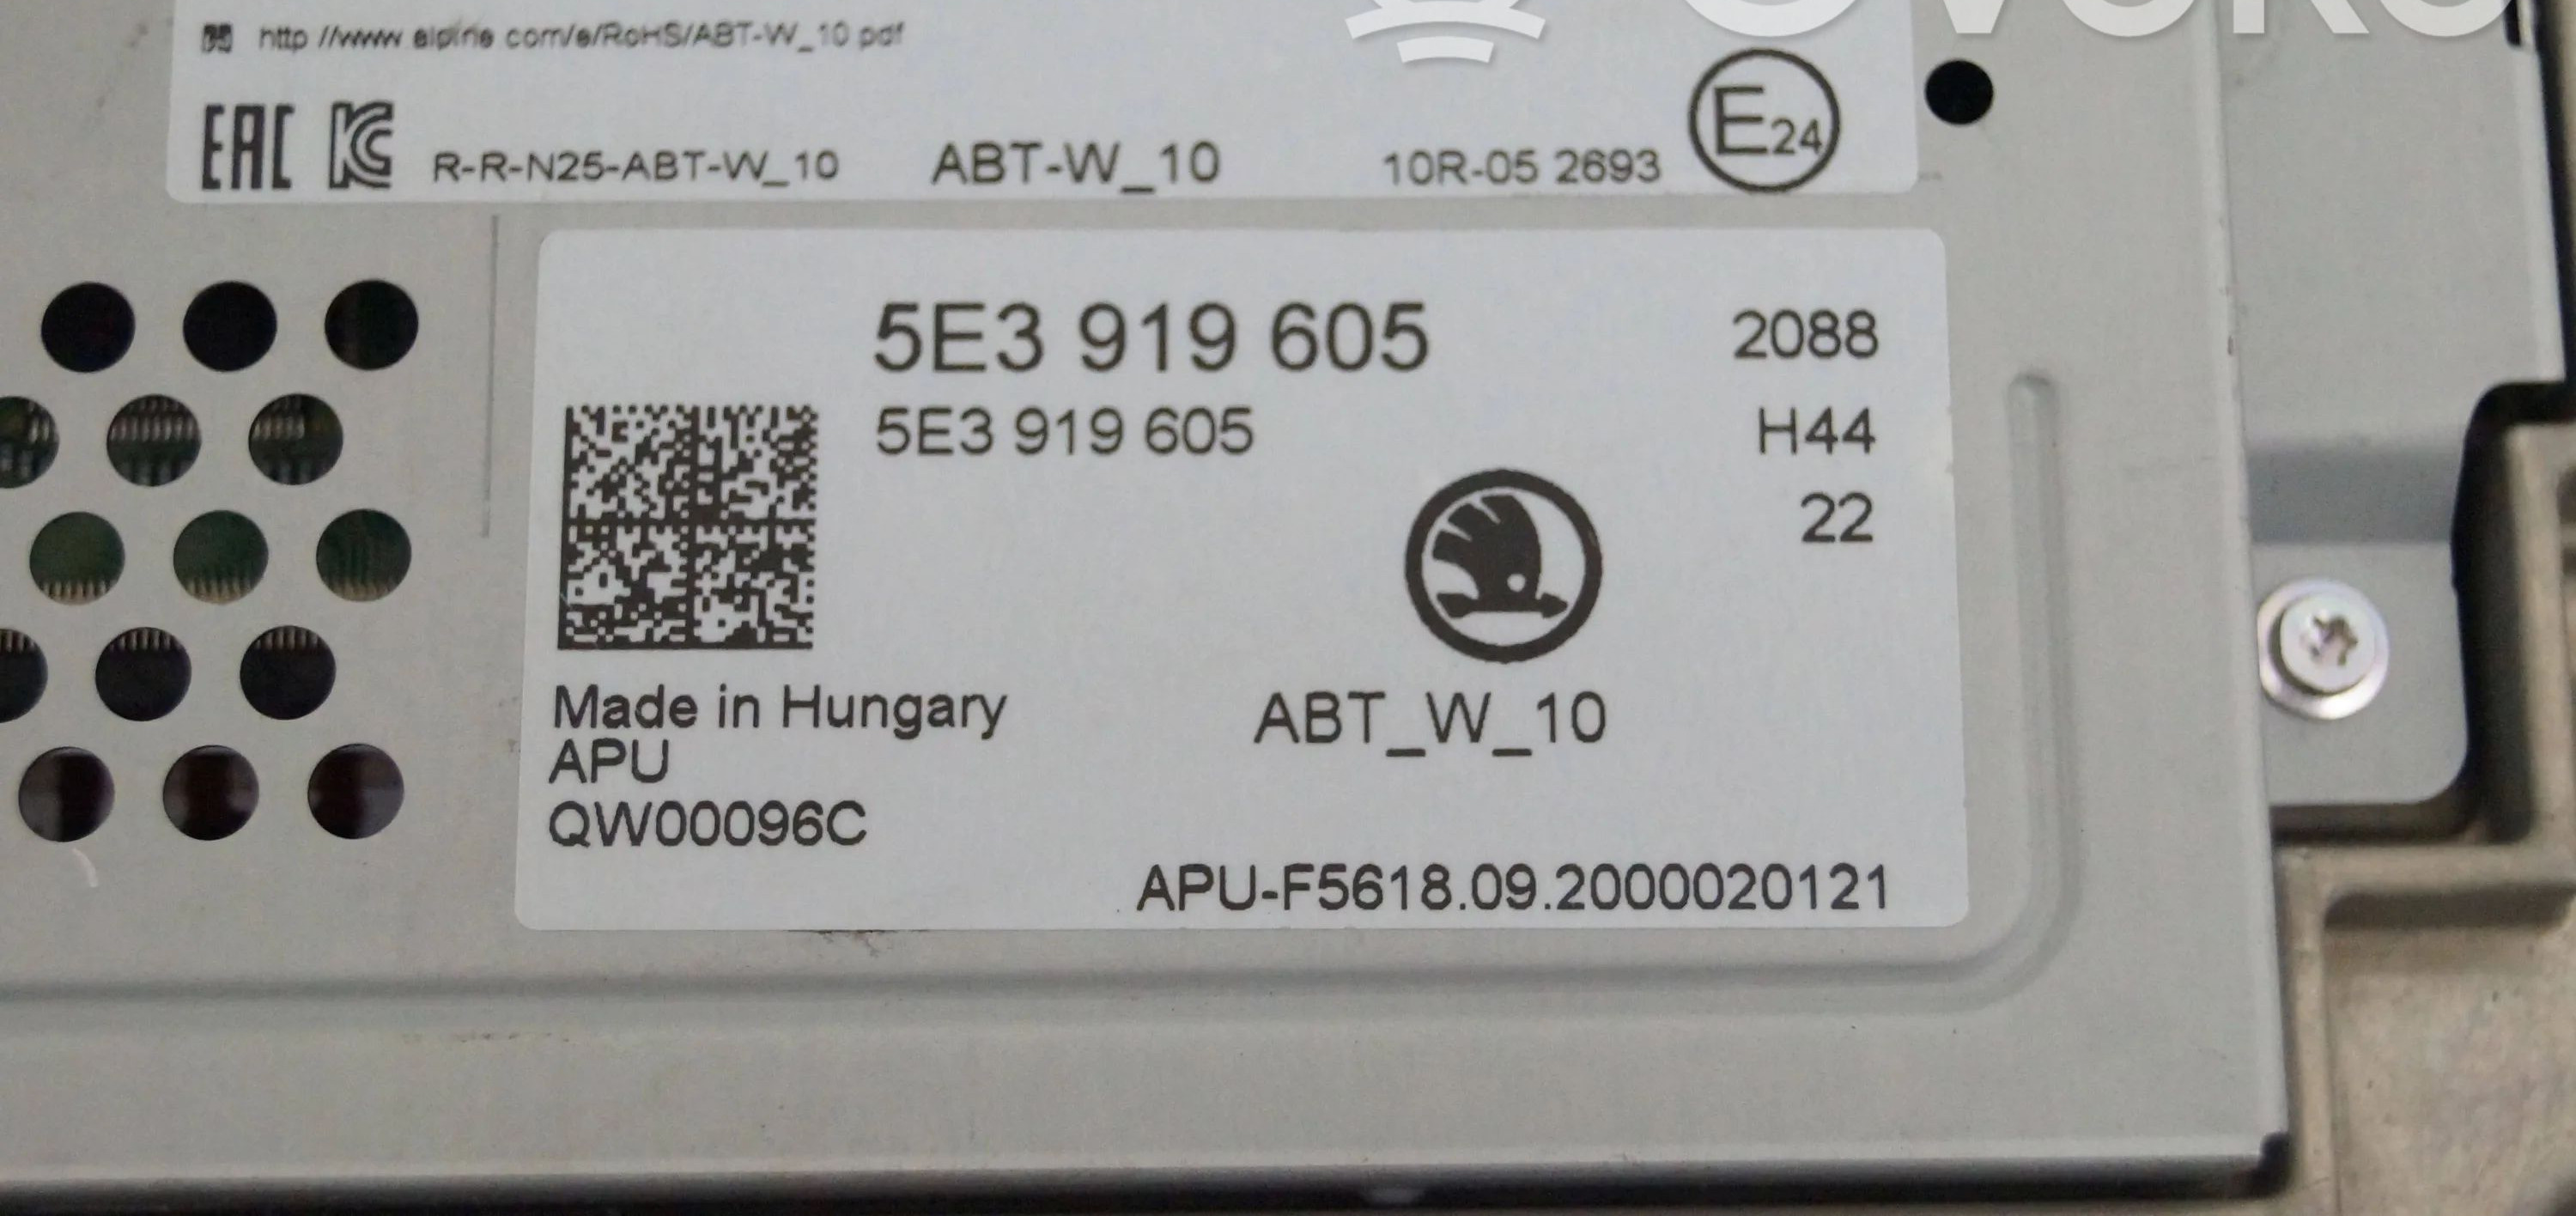 http //www alpine com/e/RoHS/ABT-W_10 pdf
EAC KC R-R-N25-ABT-W_10 ABT-W_10 10R-05 2693 E24
5E3 919 605 2088
5E3 919 605 H44
22
Made in Hungary
APU
ABT_W_10
QW00096C
APU-F5618.09.2000020121